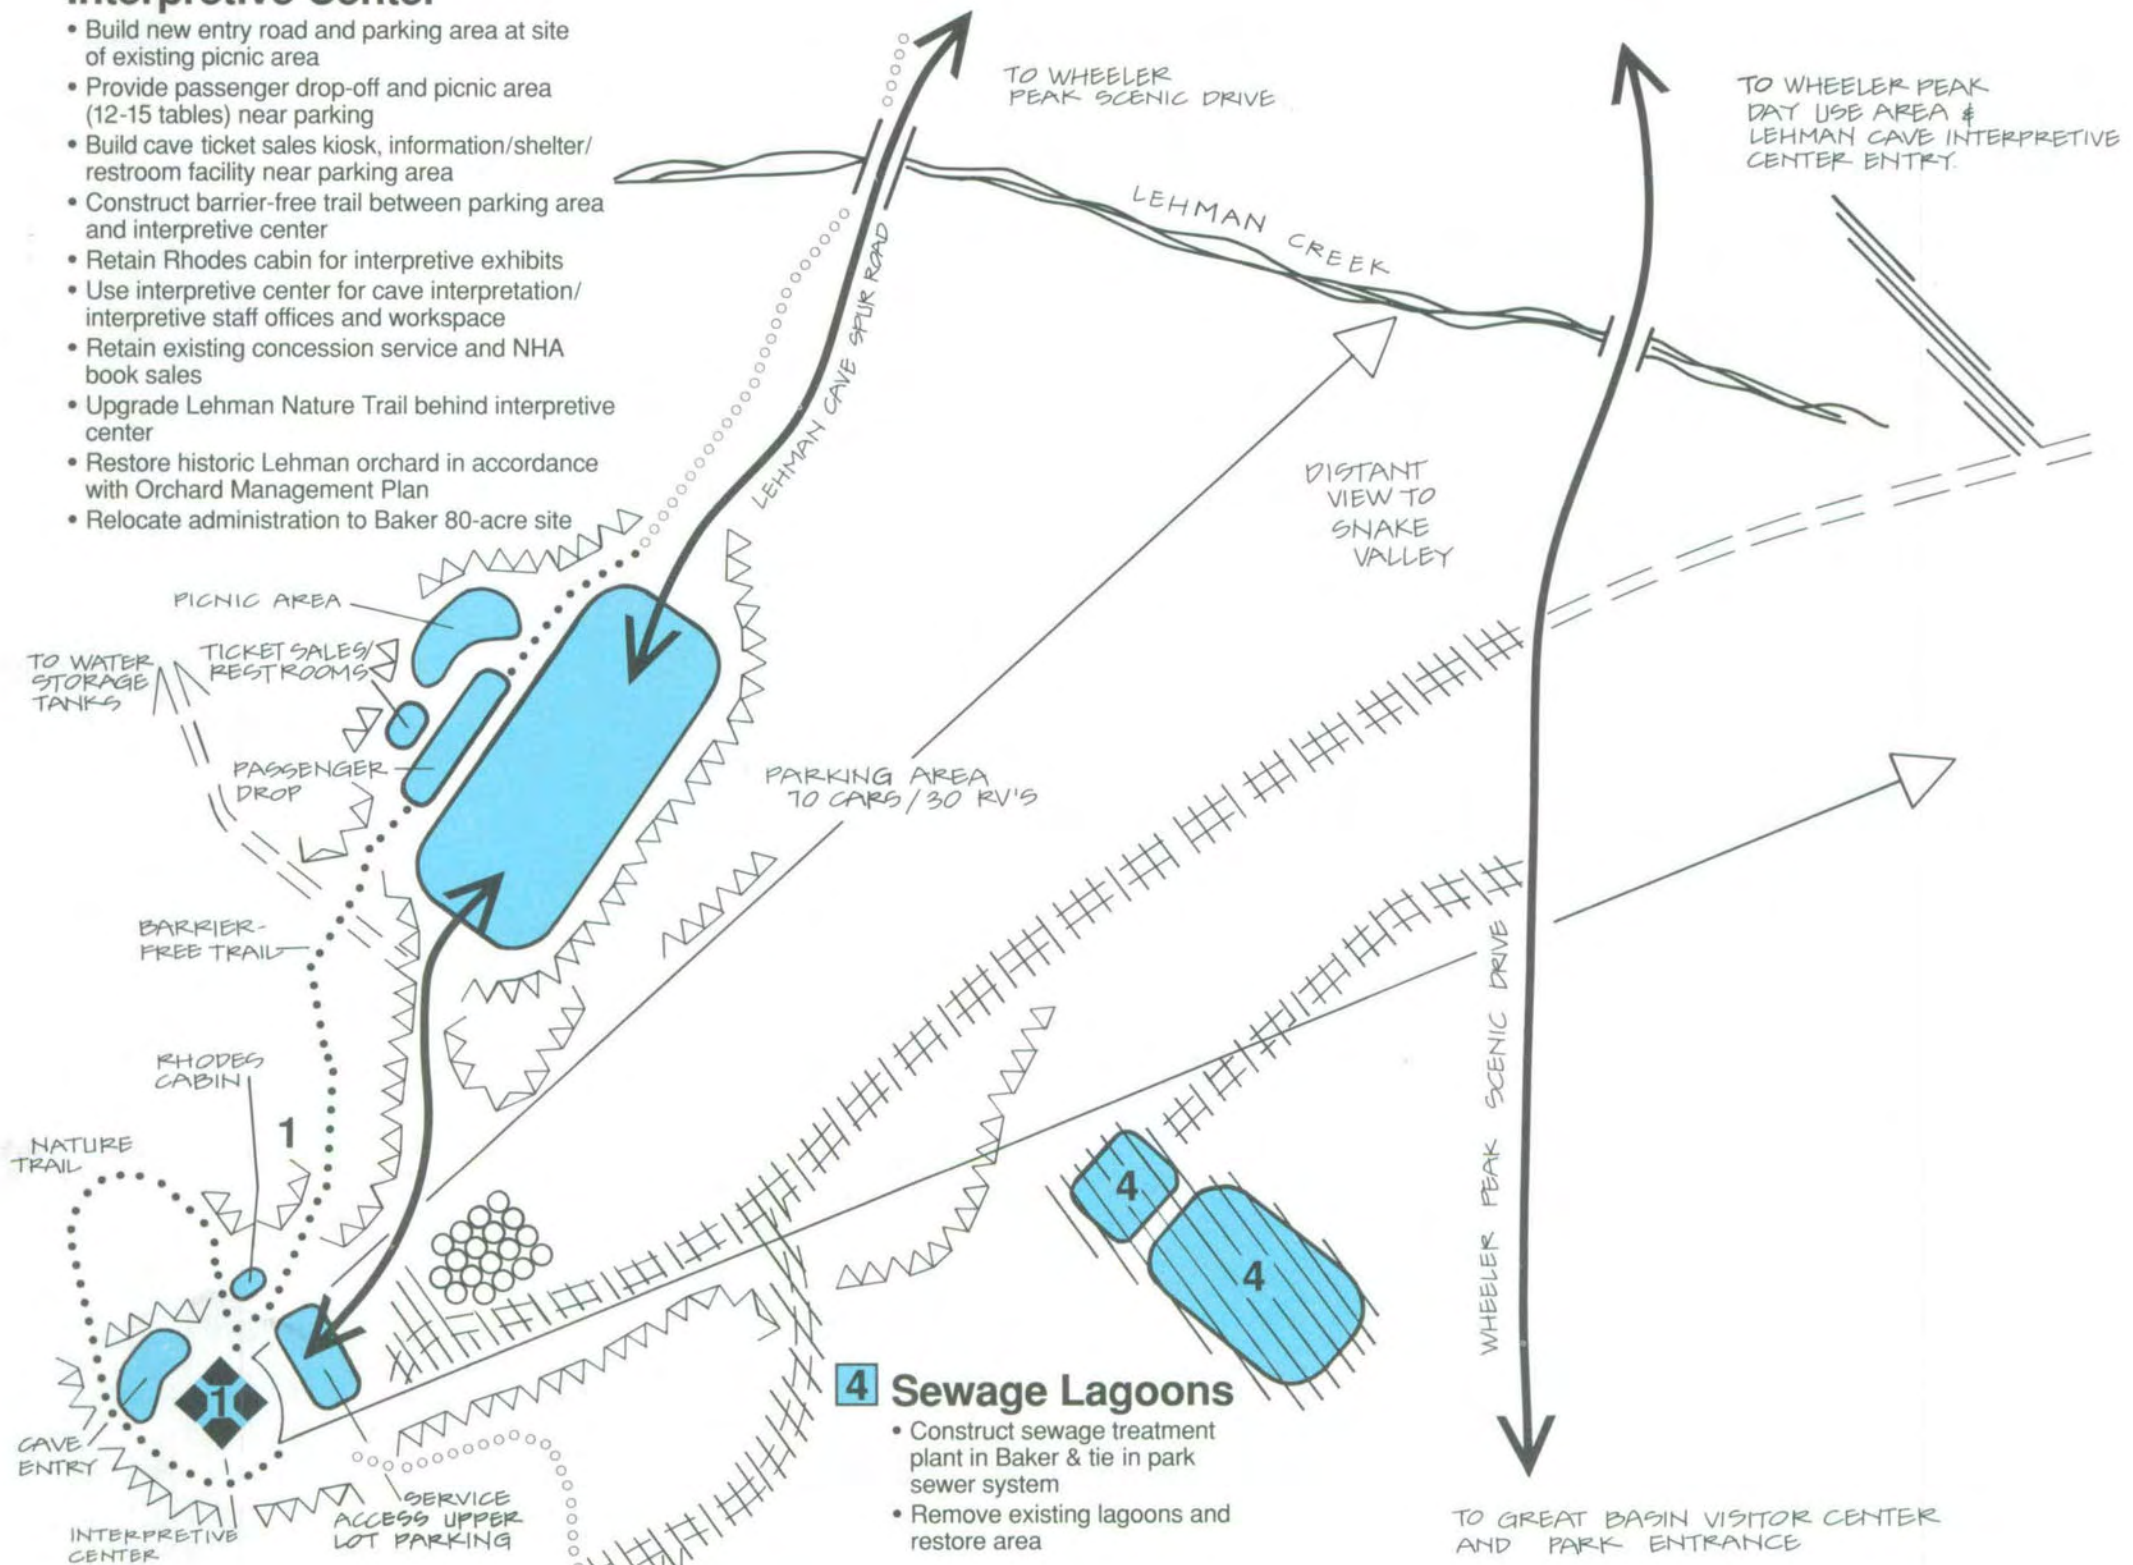 Interpretive Center
• Build new entry road and parking area at site
of existing picnic area
• Provide passenger drop-off and picnic area
(12-15 tables) near parking
• Build cave ticket sales kiosk, information/shelter/
restroom facility near parking area
• Construct barrier-free trail between parking area
and interpretive center
• Retain Rhodes cabin for interpretive exhibits
• Use interpretive center for cave interpretation/
interpretive staff offices and workspace
• Retain existing concession service and NHA
book sales
• Upgrade Lehman Nature Trail behind interpretive
center
• Restore historic Lehman orchard in accordance
with Orchard Management Plan
• Relocate administration to Baker 80-acre site
TO WHEELER
PEAK SCENIC DRIVE
TO WHEELER PEAK
DAY USE AREA &
LEHMAN CAVE INTERPRETIVE
CENTER ENTRY.
LEHMAN CREEK
LEHMAN CAVE SPUR ROAD
DISTANT
VIEW TO
SNAKE
VALLEY
PICNIC AREA
TICKET SALES/
RESTROOMS
TO WATER
STORAGE
TANKS
PASSENGER
DROP
PARKING AREA
70 CARS/30 RV'S
BARRIER-
FREE TRAIL
RHODES
CABIN
1
NATURE
TRAIL
WHEELER PEAK SCENIC DRIVE
4
4
1
CAVE
ENTRY
INTERPRETIVE
CENTER
SERVICE
ACCESS UPPER
LOT PARKING
4 Sewage Lagoons
• Construct sewage treatment
plant in Baker & tie in park
sewer system
• Remove existing lagoons and
restore area
TO GREAT BASIN VISITOR CENTER
AND PARK ENTRANCE